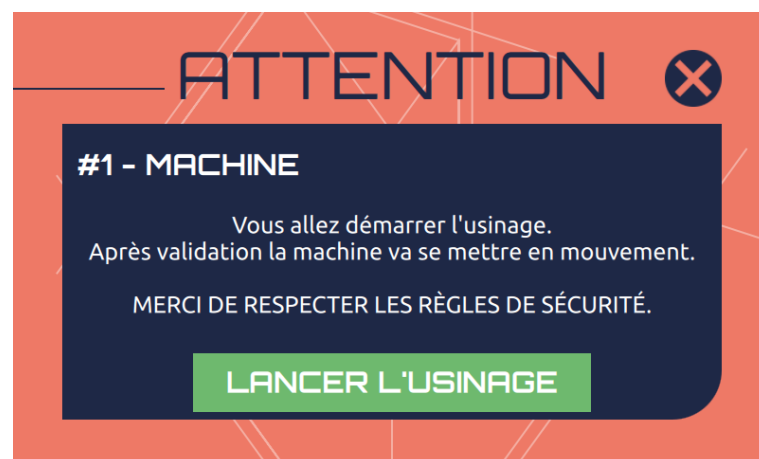 ATTENTION
#1 - MACHINE
Vous allez démarrer l'usinage.
Après validation la machine va se mettre en mouvement.
MERCI DE RESPECTER LES RÈGLES DE SÉCURITÉ.
LANCER L'USINAGE